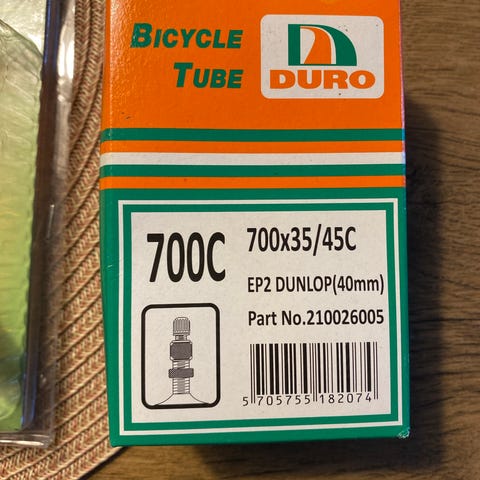 BICYCLE
TUBE
DURO
700C
700x35/45C
EP2 DUNLOP(40mm)
Part No.210026005
5 705755 182074